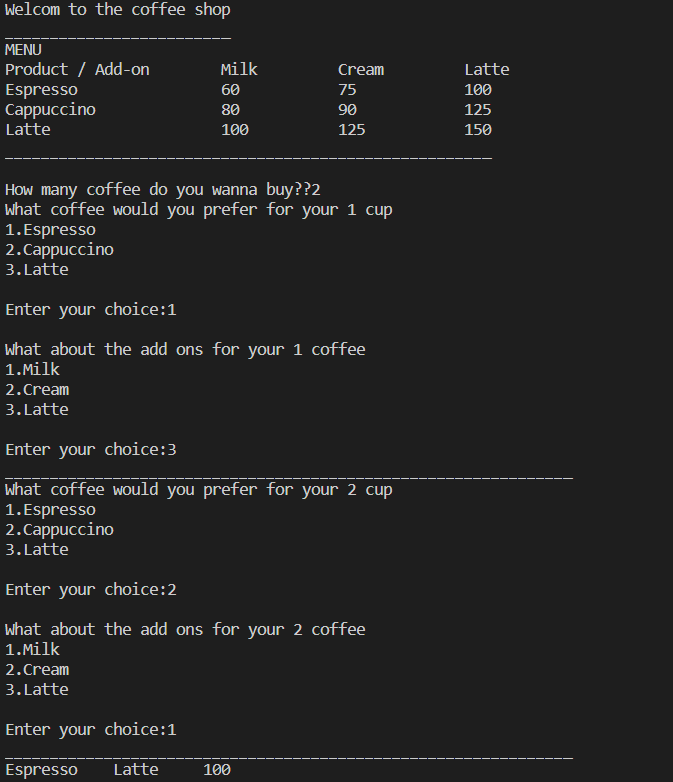 Welcom to the coffee shop
_________________________
MENU
Product / Add-on        Milk         Cream         Latte
Espresso                60           75            100
Cappuccino              80           90            125
Latte                   100          125           150
______________________________________________________
How many coffee do you wanna buy??2
What coffee would you prefer for your 1 cup
1.Espresso
2.Cappuccino
3.Latte
Enter your choice:1
What about the add ons for your 1 coffee
1.Milk
2.Cream
3.Latte
Enter your choice:3
_______________________________________________________________
What coffee would you prefer for your 2 cup
1.Espresso
2.Cappuccino
3.Latte
Enter your choice:2
What about the add ons for your 2 coffee
1.Milk
2.Cream
3.Latte
Enter your choice:1
_______________________________________________________________
Espresso    Latte     100